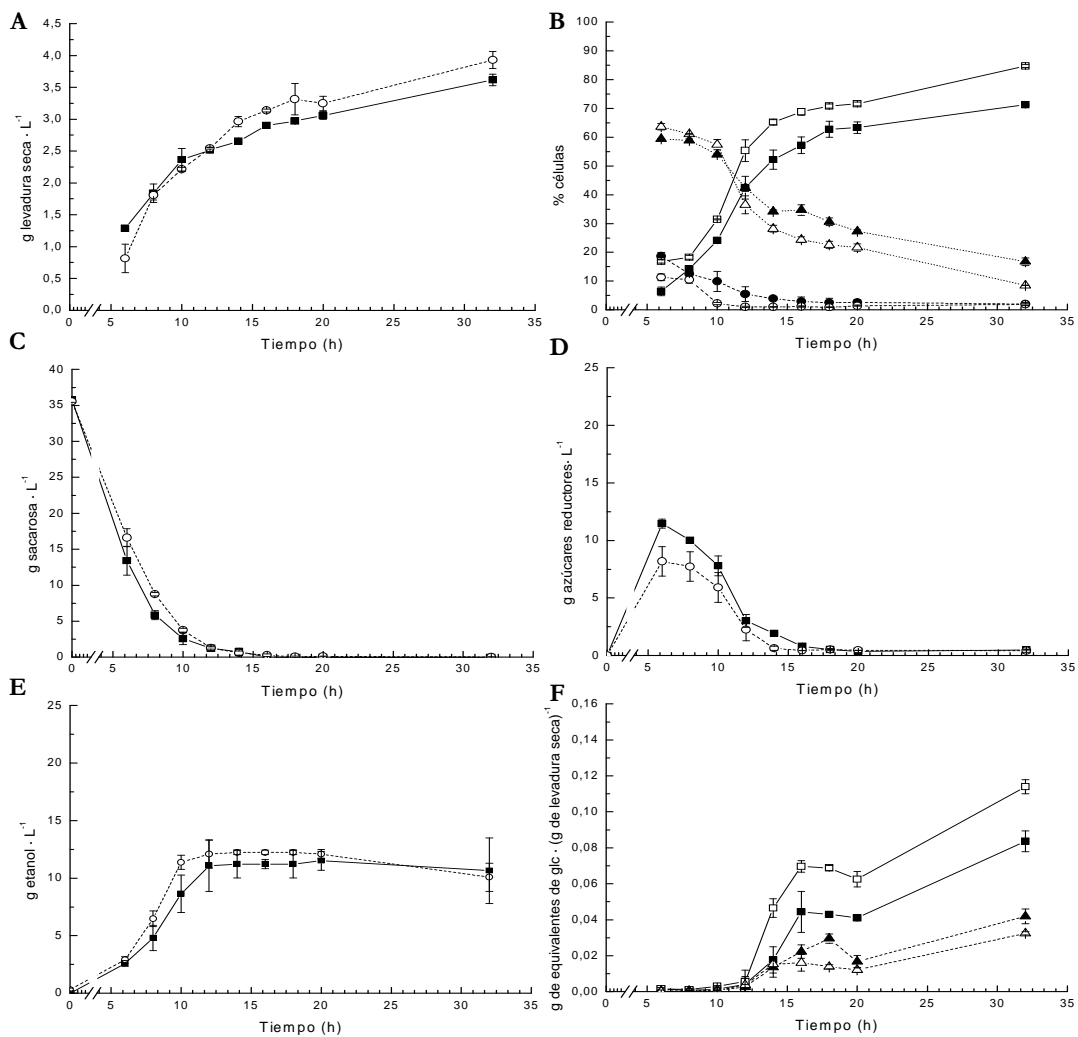 A
g levadura seca · L⁻¹
4,5
4,0
3,5
3,0
2,5
2,0
1,5
1,0
0,5
0,0
0 5 10 15 20 25 30 35
Tiempo (h)
B
% células
100
90
80
70
60
50
40
30
20
10
0
0 5 10 15 20 25 30 35
Tiempo (h)
C
g sacarosa · L⁻¹
40
35
30
25
20
15
10
5
0
0 5 10 15 20 25 30 35
Tiempo (h)
D
g azúcares reductores· L⁻¹
25
20
15
10
5
0
0 5 10 15 20 25 30 35
Tiempo (h)
E
g etanol · L⁻¹
25
20
15
10
5
0
0 5 10 15 20 25 30 35
Tiempo (h)
F
g de equivalentes de glc · (g de levadura seca)⁻¹
0,16
0,14
0,12
0,10
0,08
0,06
0,04
0,02
0,00
0 5 10 15 20 25 30 35
Tiempo (h)